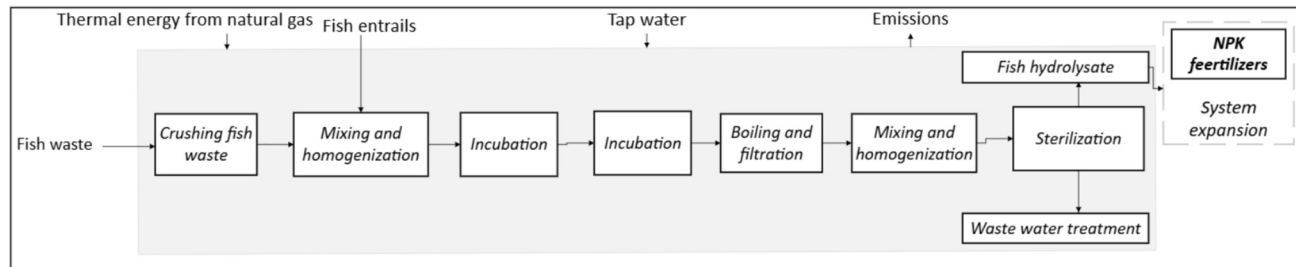 Thermal energy from natural gas
Fish entrails
Tap water
Emissions
NPK
feertilizers
System
expansion
Fish hydrolysate
Fish waste
Crushing fish
waste
Mixing and
homogenization
Incubation
Incubation
Boiling and
filtration
Mixing and
homogenization
Sterilization
Waste water treatment